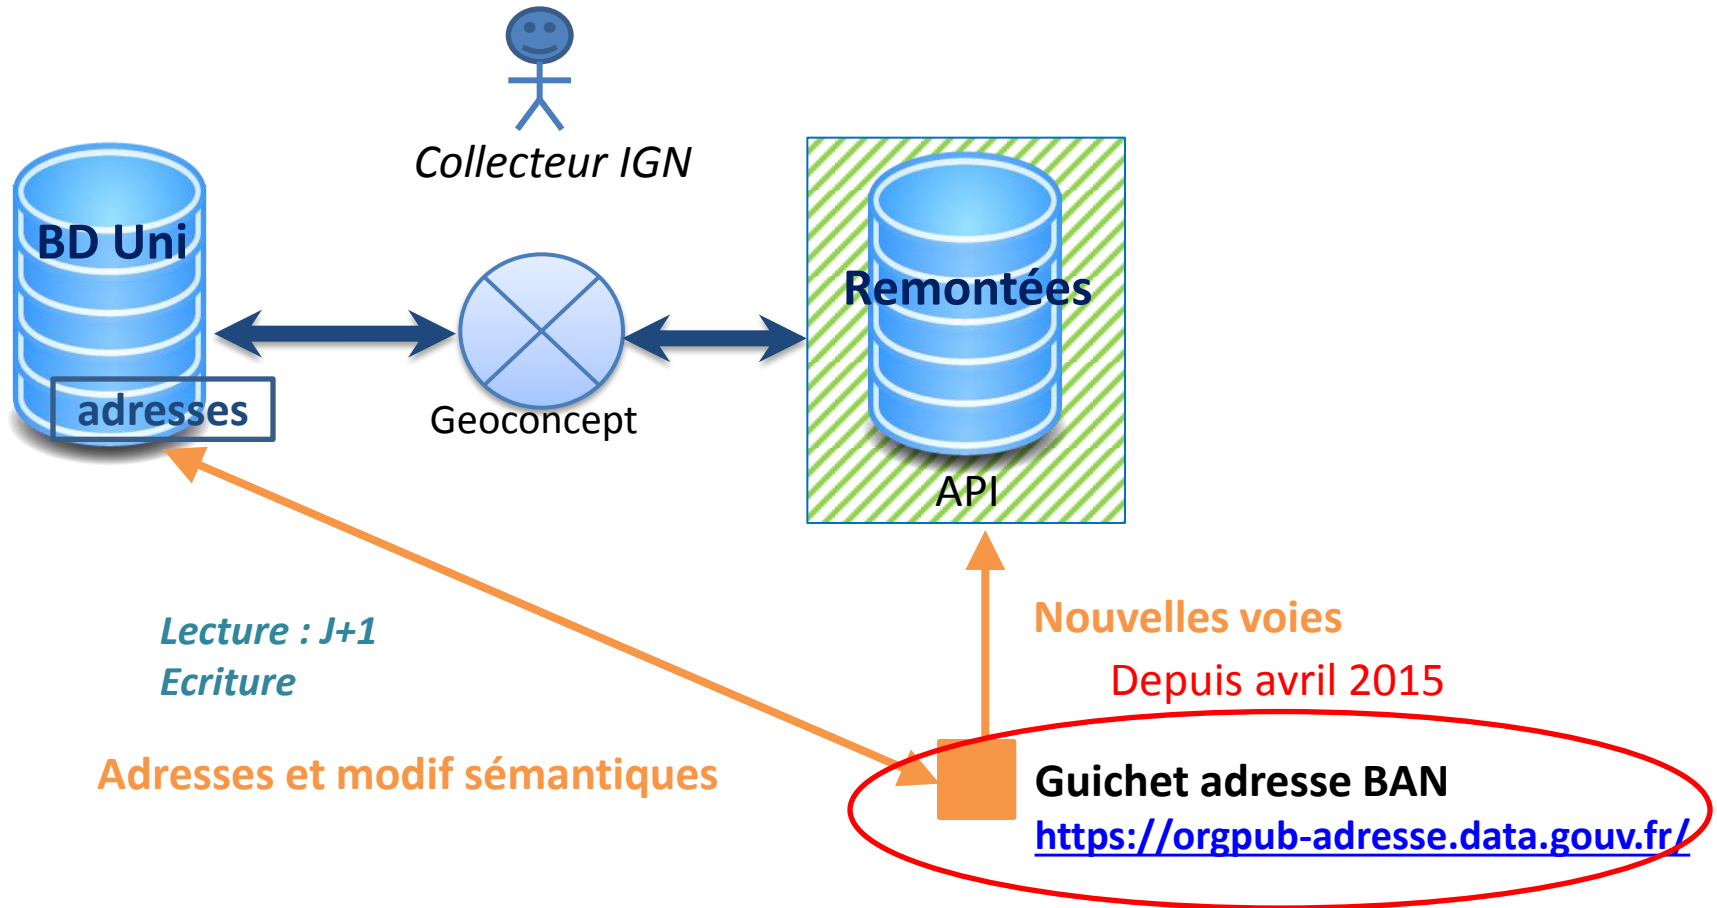 Collecteur IGN
BD Uni
Remontées
adresses
Geoconcept
API
Lecture : J+1
Ecriture
Nouvelles voies
Depuis avril 2015
Adresses et modif sémantiques
Guichet adresse BAN
https://orgpub-adresse.data.gouv.fr/